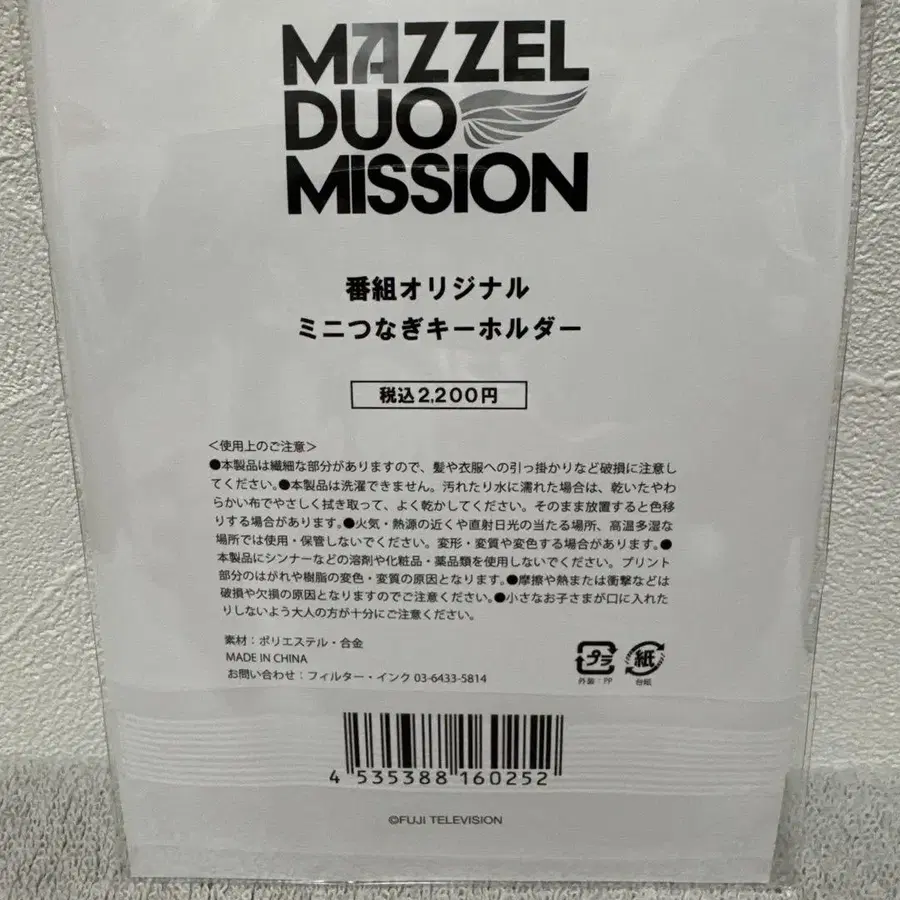 MAZZEL
DUO
MISSION
番組オリジナル
ミニつなぎキーホルダー
税込2,200円
＜使用上のご注意＞
●本製品は繊細な部分がありますので、髪や衣服への引っ掛かりなど破損に注意し
てください。●本製品は洗濯できません。汚れたり水に濡れた場合は、乾いたやわ
らかい布でやさしく拭き取って、よく乾かしてください。そのまま放置すると色移
りする場合があります。●火気・熱源の近くや直射日光の当たる場所、高温多湿な
場所では使用・保管しないでください。変形・変質や変色する場合があります。●
本製品にシンナーなどの溶剤や化粧品・薬品類を使用しないでください。プリント
部分のはがれや樹脂の変色・変質の原因となります。●摩擦や熱または衝撃などは
破損や欠損の原因となりますのでご注意ください。●小さなお子さまが口に入れた
りしないよう大人の方が十分にご注意ください。
素材：ポリエステル・合金
MADE IN CHINA
お問い合わせ：フィルター・インク 03-6433-5814
プラ 紙
外装：PP 台紙
4 535388 160252
©FUJI TELEVISION